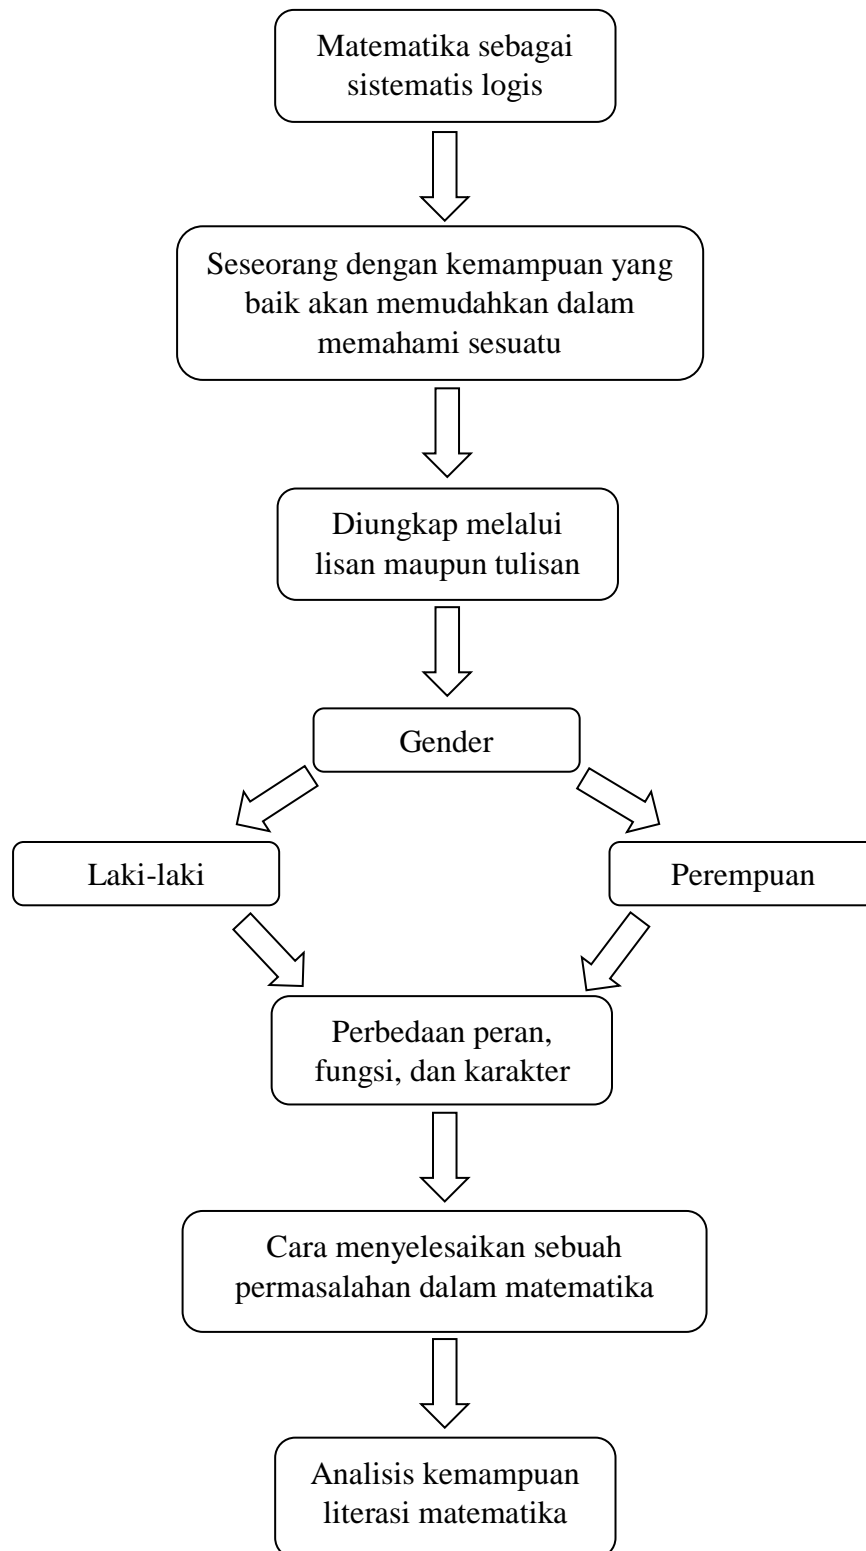 Matematika sebagai
sistematis logis
Seseorang dengan kemampuan yang
baik akan memudahkan dalam
memahami sesuatu
Diungkap melalui
lisan maupun tulisan
Gender
Laki-laki
Perempuan
Perbedaan peran,
fungsi, dan karakter
Cara menyelesaikan sebuah
permasalahan dalam matematika
Analisis kemampuan
literasi matematika